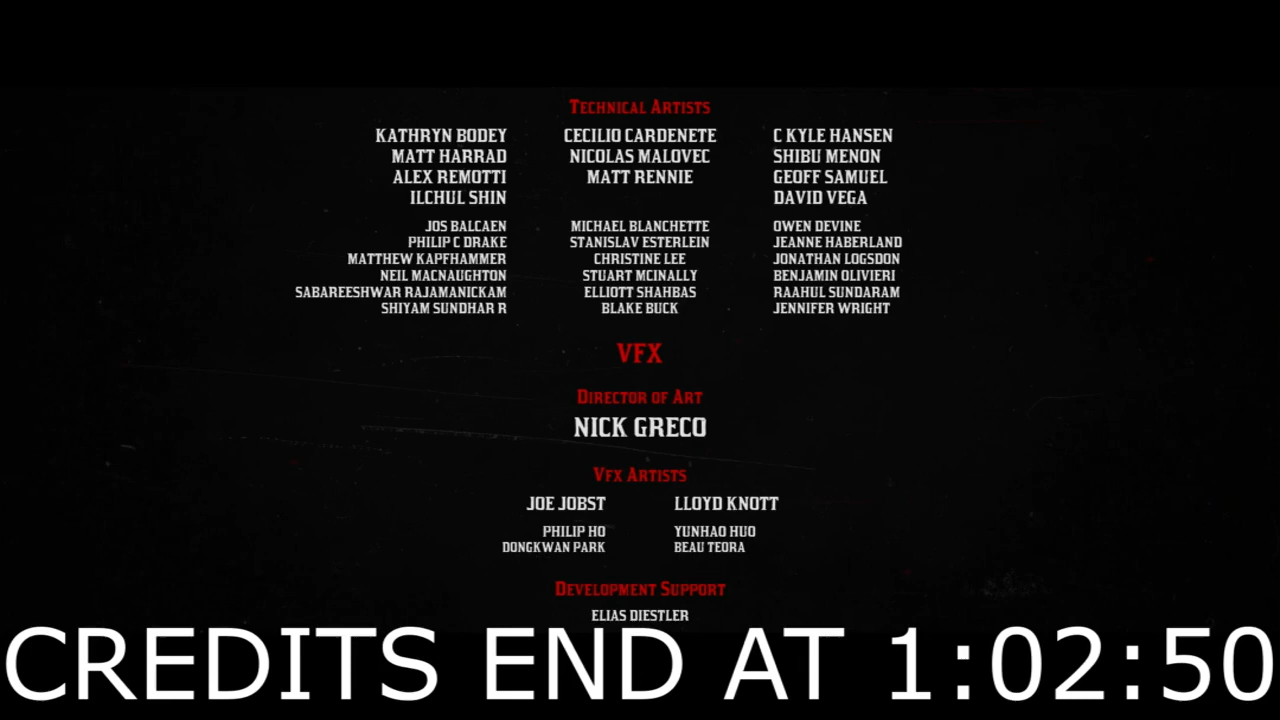 Technical Artists
KATHRYN BODEY CECILIO CARDENETE C KYLE HANSEN
MATT HARRAD NICOLAS MALOVEC SHIBU MENON
ALEX REMOTTI MATT RENNIE GEOFF SAMUEL
ILCHUL SHIN DAVID VEGA
JOS BALCAEN MICHAEL BLANCHETTE OWEN DEVINE
PHILIP C DRAKE STANISLAV ESTERLEIN JEANNE HABERLAND
MATTHEW KAPFHAMMER CHRISTINE LEE JONATHAN LOGSDON
NEIL MACNAUGHTON STUART MCINALLY BENJAMIN OLIVIERI
SABAREESHWAR RAJAMANICKAM ELLIOTT SHAHBAS RAAHUL SUNDARAM
SHIYAM SUNDHAR R BLAKE BUCK JENNIFER WRIGHT
VFX
Director of Art
NICK GRECO
Vfx Artists
JOE JOBST LLOYD KNOTT
PHILIP HO YUNHAO HUO
DONGKWAN PARK BEAU TEORA
Development Support
ELIAS DIESTLER
CREDITS END AT 1:02:50